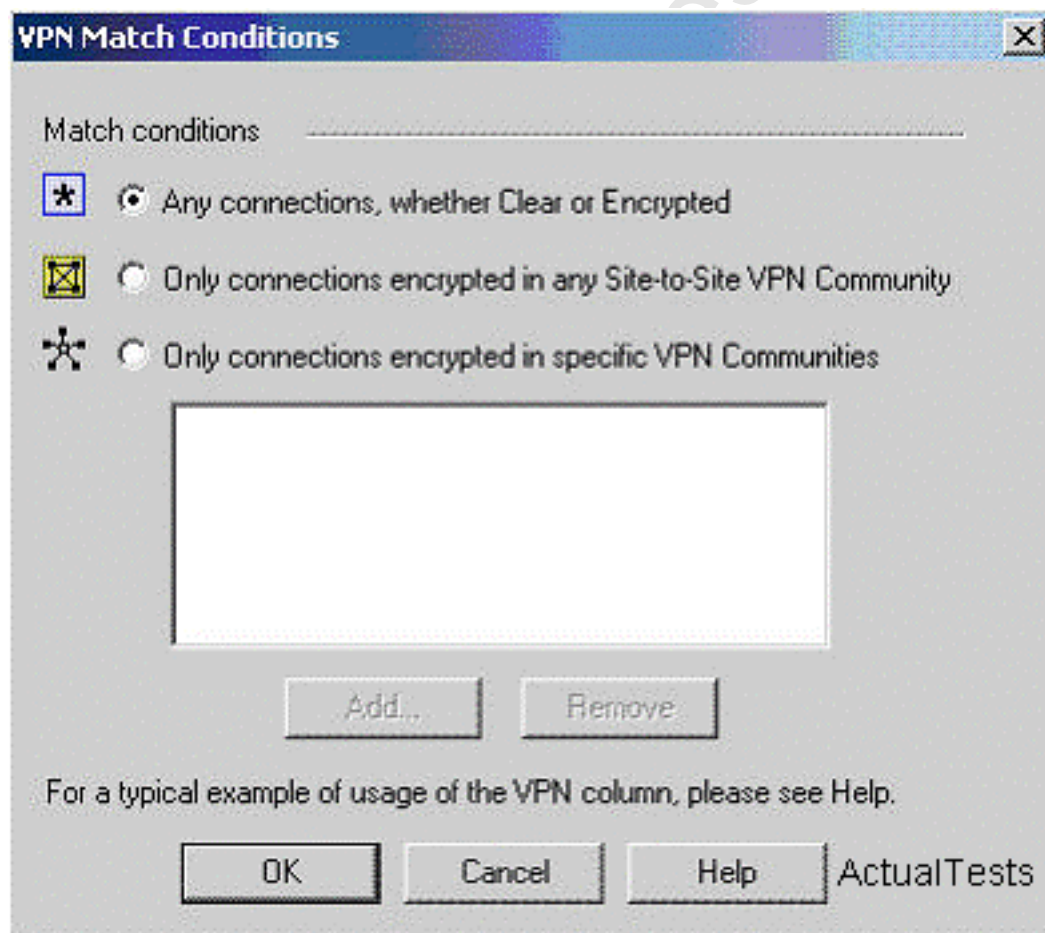 VPN Match Conditions
Match conditions
Any connections, whether Clear or Encrypted
Only connections encrypted in any Site-to-Site VPN Community
Only connections encrypted in specific VPN Communities
Add...
Remove
For a typical example of usage of the VPN column, please see Help.
OK
Cancel
Help
ActualTests